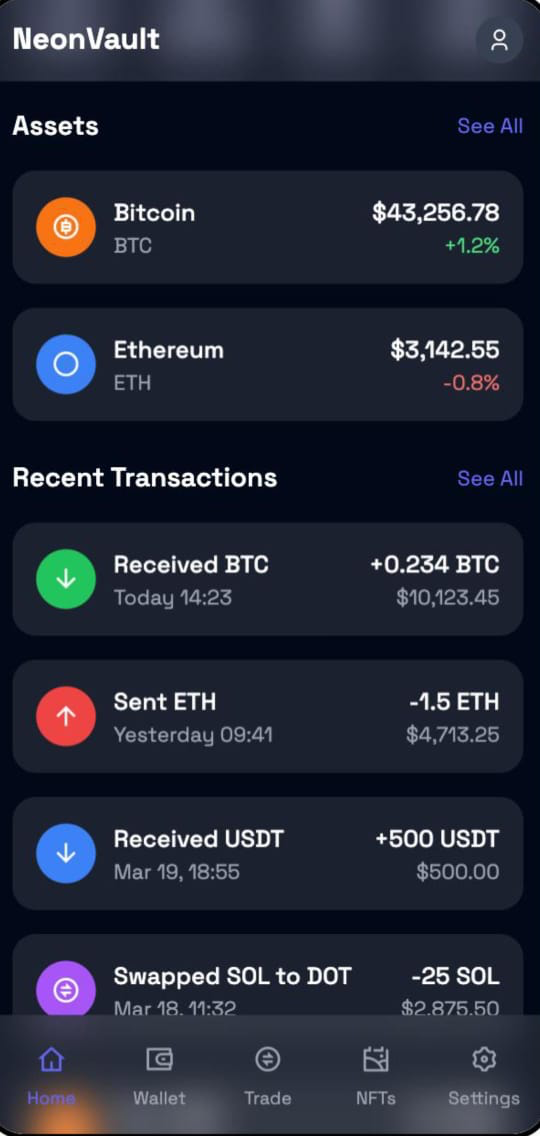 NeonVault
Assets See All
Bitcoin $43,256.78
BTC +1.2%
Ethereum $3,142.55
ETH -0.8%
Recent Transactions See All
Received BTC +0.234 BTC
Today 14:23 $10,123.45
Sent ETH -1.5 ETH
Yesterday 09:41 $4,713.25
Received USDT +500 USDT
Mar 19, 18:55 $500.00
Swapped SOL to DOT -25 SOL
Mar 18, 11:32 $2,875.50
Home Wallet Trade NFTs Settings